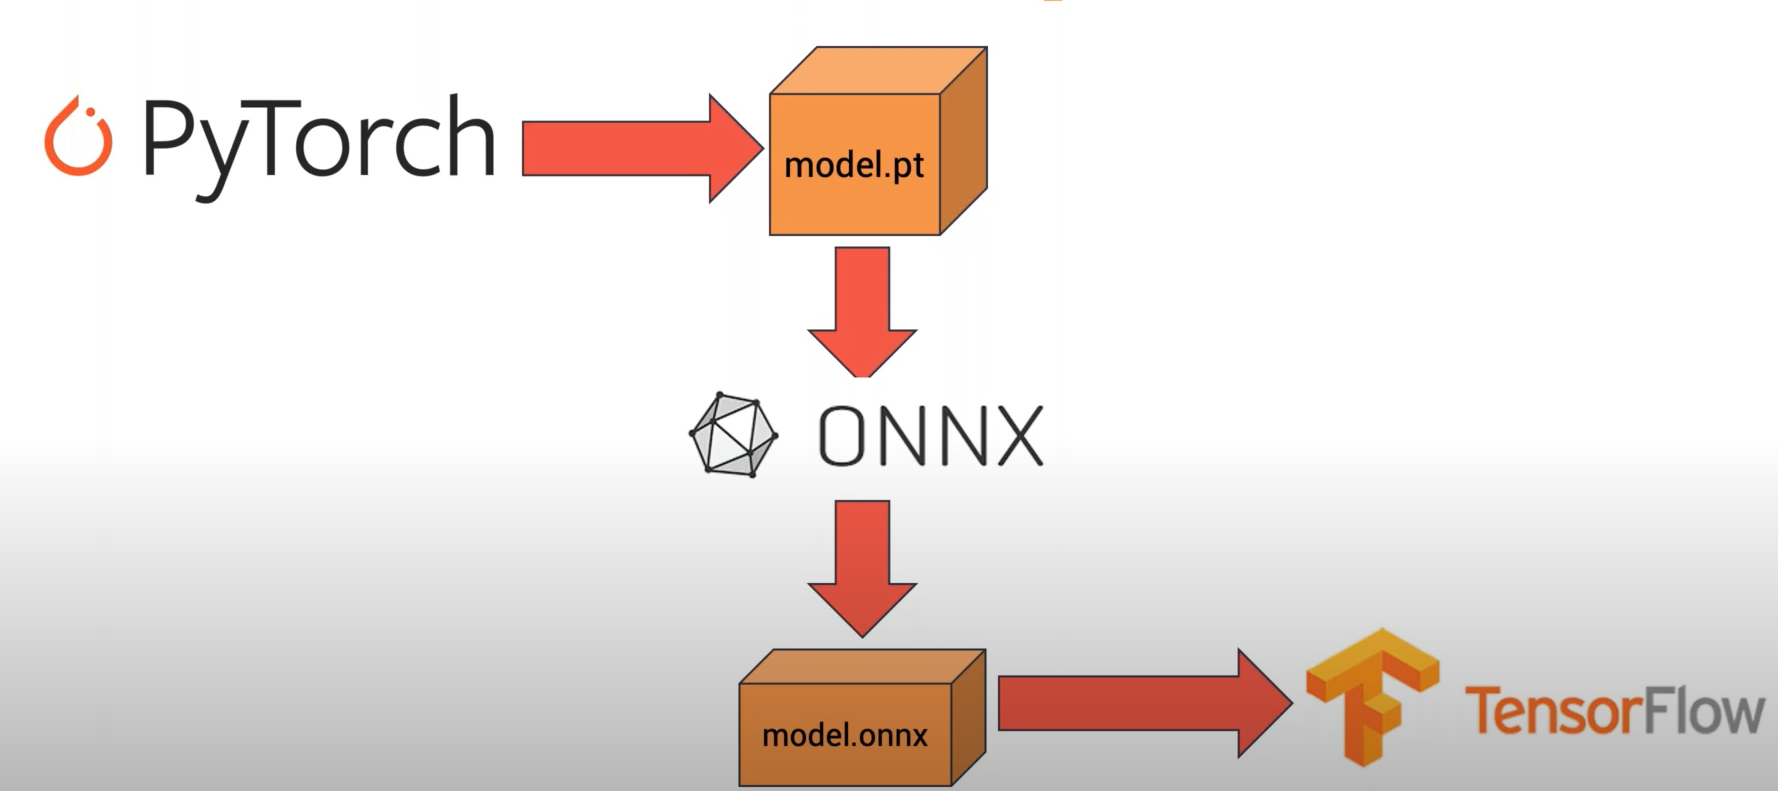 PyTorch
model.pt
ONNX
model.onnx
TensorFlow